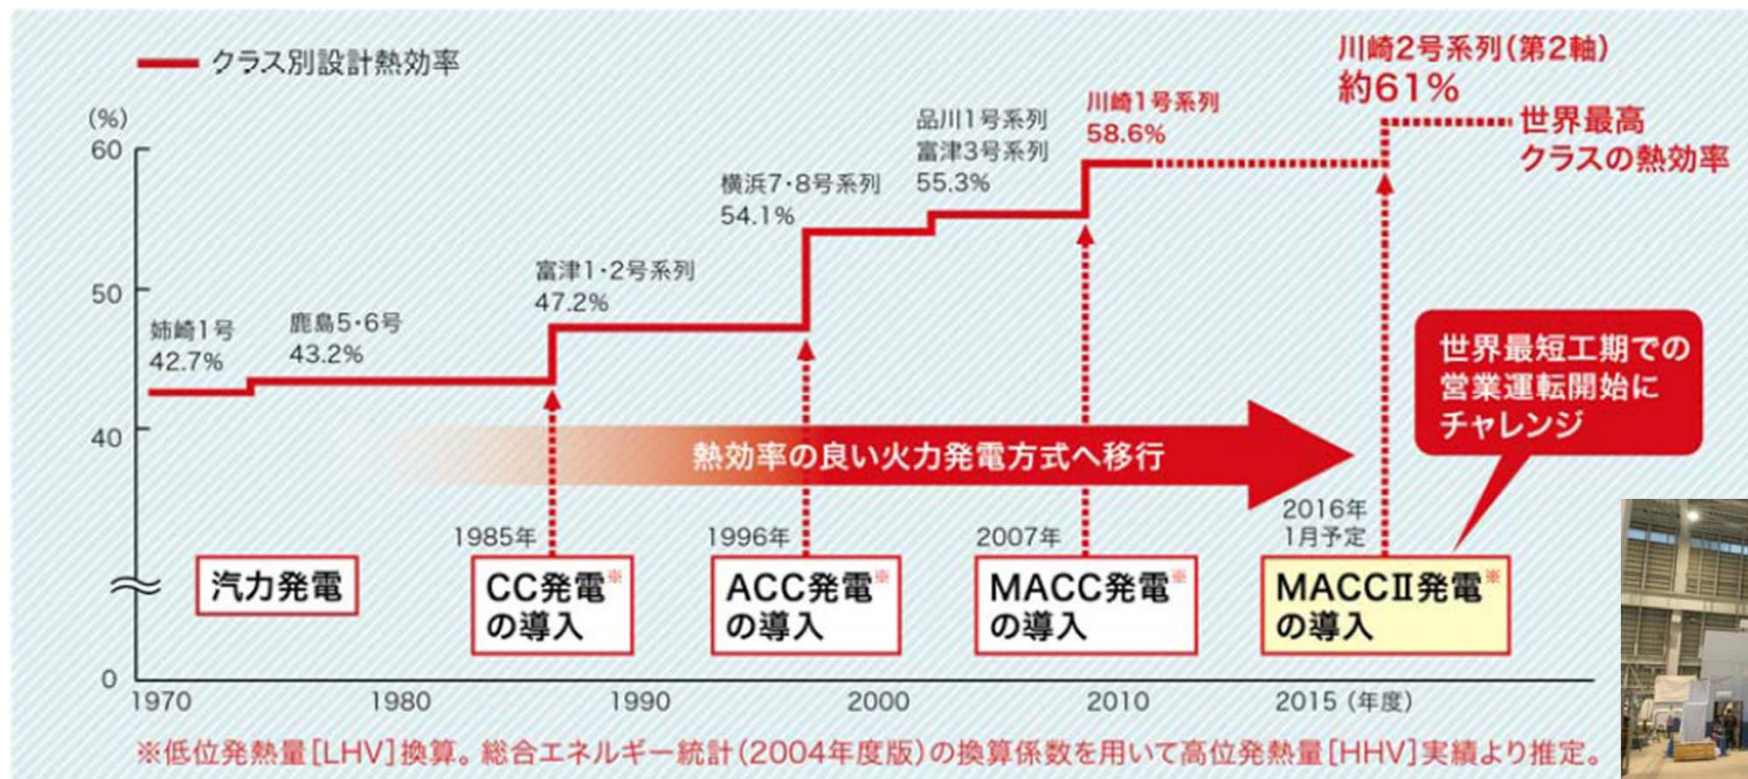 クラス別設計熱効率
川崎2号系列(第2軸)
約61%
世界最高
クラスの熱効率
川崎1号系列
58.6%
品川1号系列
富津3号系列
55.3%
横浜7・8号系列
54.1%
富津1・2号系列
47.2%
鹿島5・6号
43.2%
姉崎1号
42.7%
(%)
60
50
40
0
世界最短工期での
営業運転開始に
チャレンジ
熱効率の良い火力発電方式へ移行
汽力発電
1985年
CC発電※
の導入
1996年
ACC発電※
の導入
2007年
MACC発電※
の導入
2016年
1月予定
MACCⅡ発電※
の導入
1970 1980 1990 2000 2010 2015(年度)
※低位発熱量[LHV]換算。総合エネルギー統計(2004年度版)の換算係数を用いて高位発熱量[HHV]実績より推定。